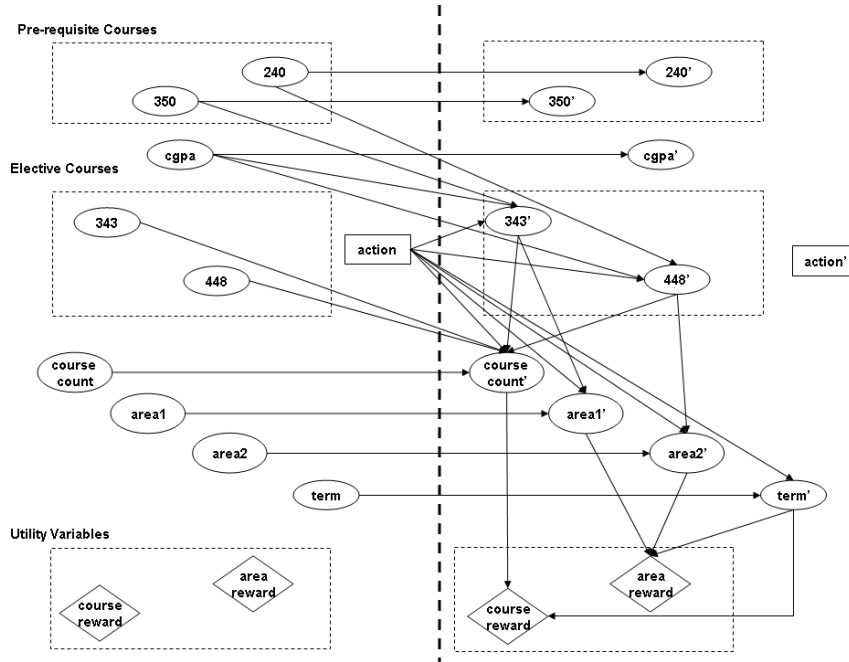 Pre-requisite Courses
240
240’
350
350’
cgpa
cgpa’
Elective Courses
343
343’
action
action’
448
448’
course
count
course
count’
area1
area1’
area2
area2’
term
term’
Utility Variables
area
reward
course
reward
area
reward
course
reward